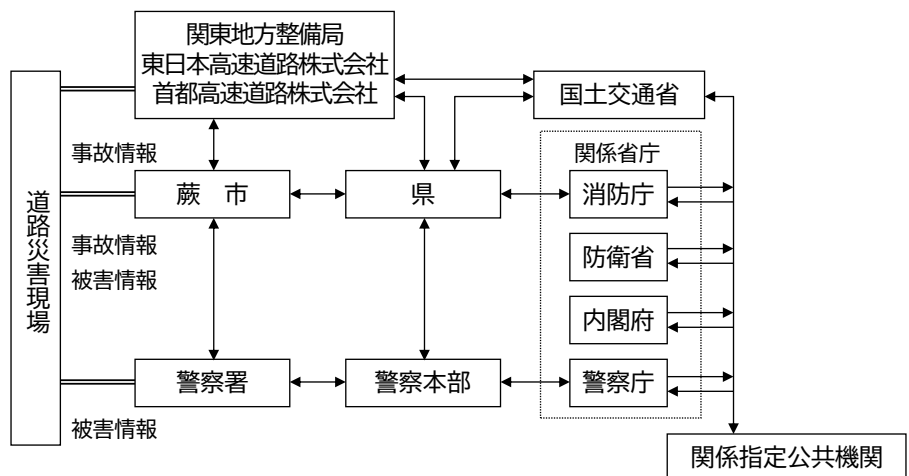 関東地方整備局
東日本高速道路株式会社
首都高速道路株式会社
国土交通省
事故情報
関係省庁
蕨　市
県
消防庁
道路災害現場
事故情報
被害情報
防衛省
内閣府
警察署
警察本部
警察庁
被害情報
関係指定公共機関